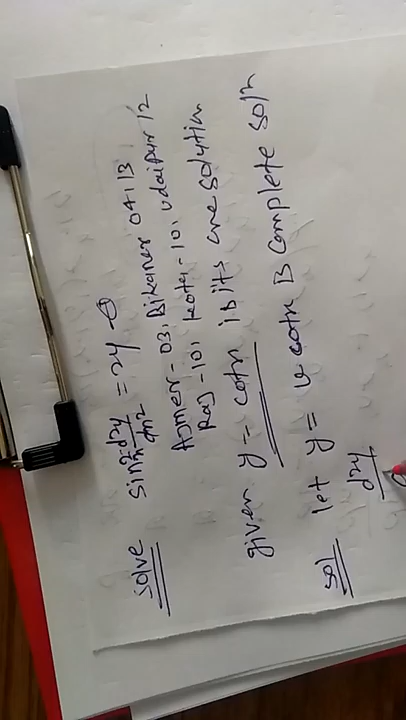 solve sin²x d²y/dx² = 2y —①
Ajmer-03, Bikaner 04, 13
Raj-10, kota-10, udaipur 12
given y = cotx is its one solution
sol let y = v cotx B complete solⁿ
d²y